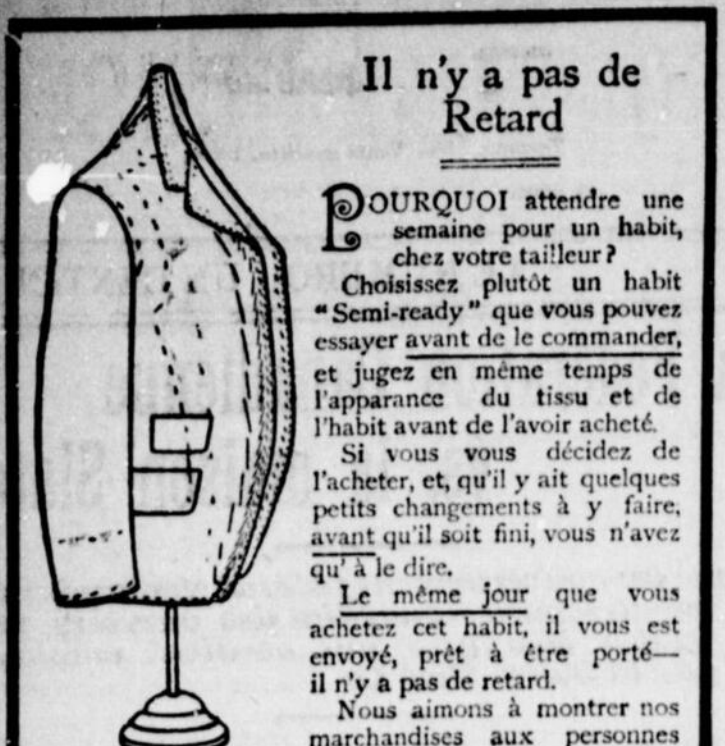 Il n'y a pas de
Retard
POURQUOI attendre une
semaine pour un habit,
chez votre tailleur?
Choisissez plutôt un habit
"Semi-ready" que vous pouvez
essayer avant de le commander,
et jugez en même temps de
l'apparance du tissu et de
l'habit avant de l'avoir acheté.
Si vous vous décidez de
l'acheter, et, qu'il y ait quelques
petits changements à y faire,
avant qu'il soit fini, vous n'avez
qu' à le dire.
Le même jour que vous
achetez cet habit, il vous est
envoyé, prêt à être porté—
il n'y a pas de retard.
Nous aimons à montrer nos
marchandises aux personnes